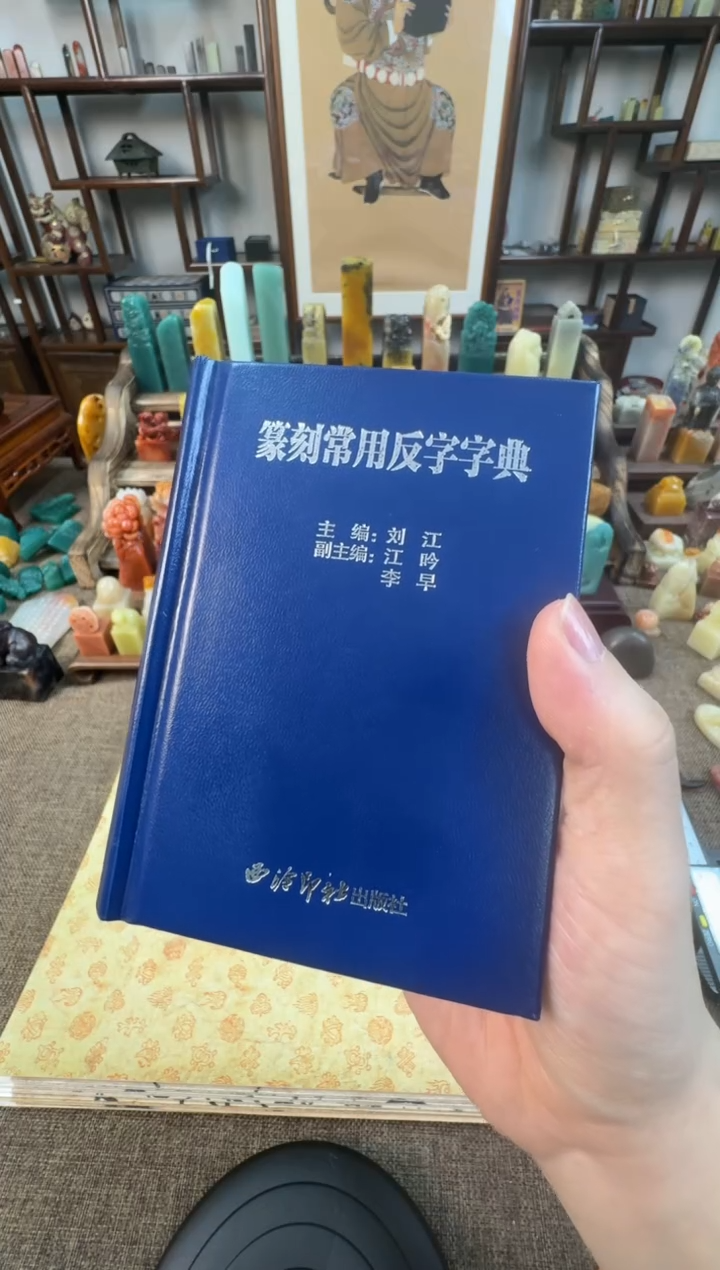 篆刻常用反字字典
主 编：刘 江
副主编：江 吟
李 早
西泠印社出版社